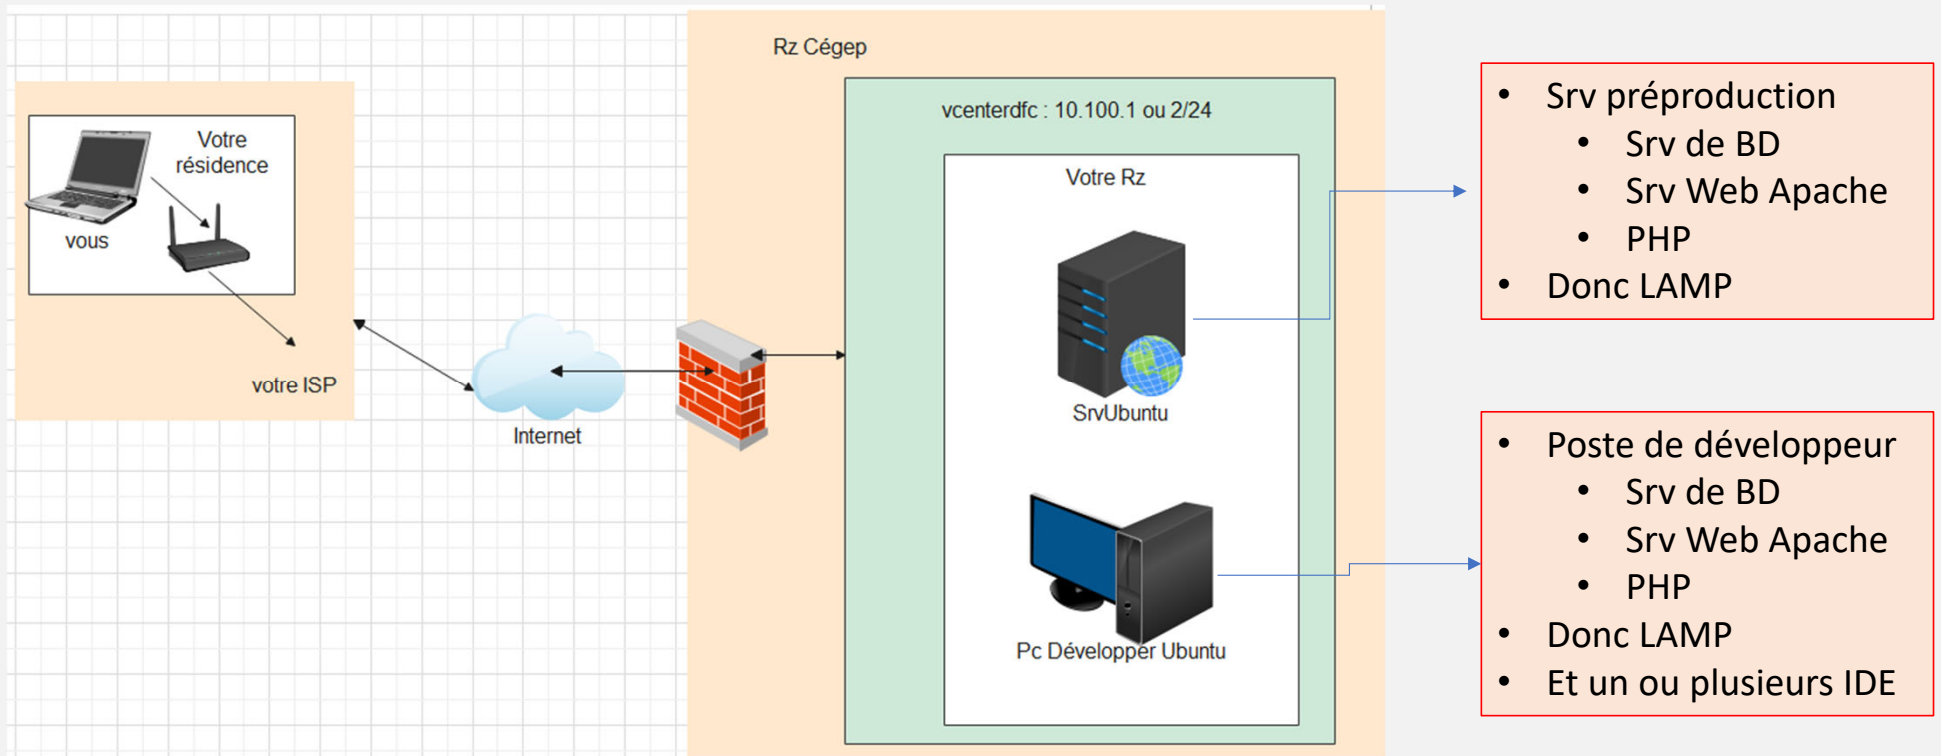 Rz Cégep
vcenterdfc : 10.100.1 ou 2/24
Votre
résidence
vous
votre ISP
Internet
Votre Rz
SrvUbuntu
Pc Développer Ubuntu
• Srv préproduction
• Srv de BD
• Srv Web Apache
• PHP
• Donc LAMP
• Poste de développeur
• Srv de BD
• Srv Web Apache
• PHP
• Donc LAMP
• Et un ou plusieurs IDE